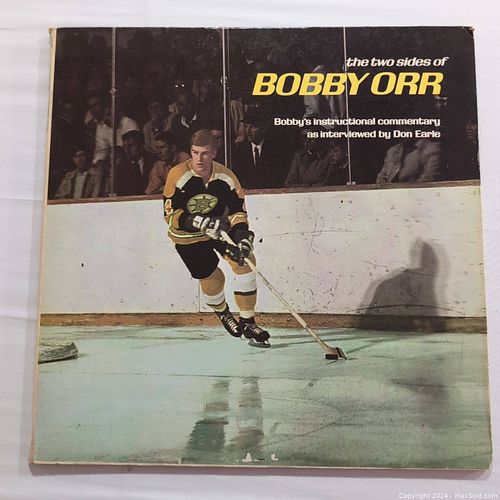 the two sides of
BOBBY ORR
Bobby's instructional commentary
as interviewed by Don Earle
Copyright 2024 - MaxSold.com